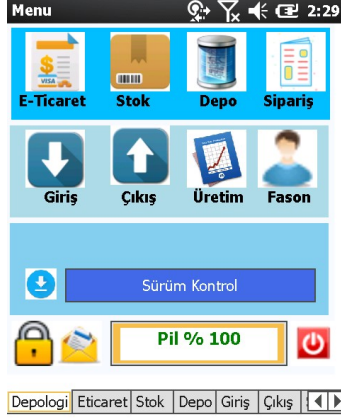 Menu 2:29
E-Ticaret Stok Depo Sipariş
Giriş Çıkış Üretim Fason
Sürüm Kontrol
Pil % 100
Depologi Eticaret Stok Depo Giriş Çıkış